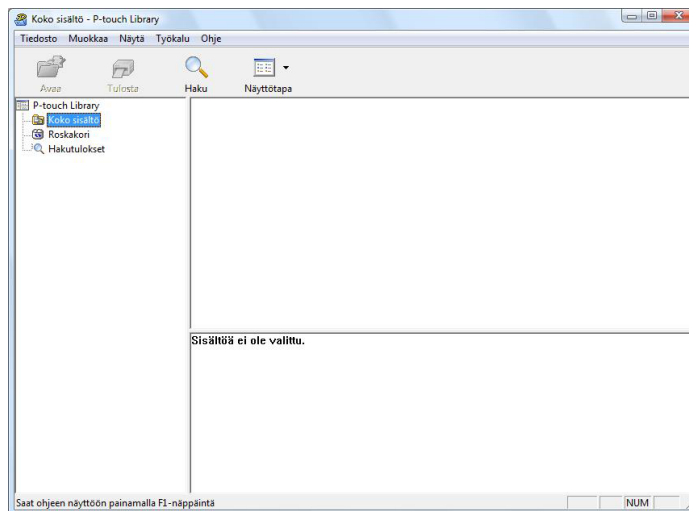 Koko sisältö - P-touch Library
Tiedosto Muokkaa Näytä Työkalu Ohje
Avaa Tulosta Haku Näyttötapa
P-touch Library
Koko sisältö
Roskakori
Hakutulokset
Sisältöä ei ole valittu.
Saat ohjeen näyttöön painamalla F1-näppäintä NUM